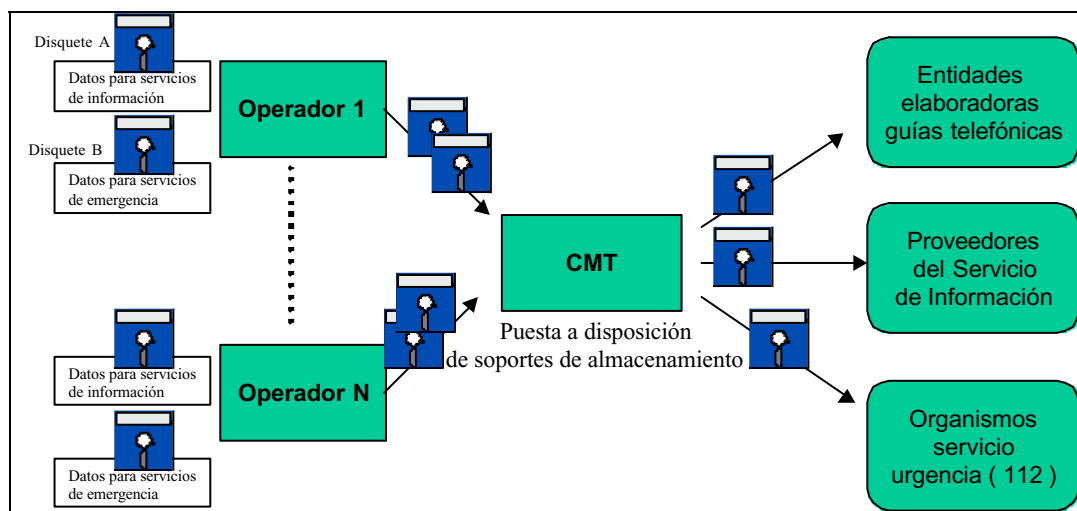 Disquete A
Datos para servicios
de información
Disquete B
Datos para servicios
de emergencia
Operador 1
Datos para servicios
de información
Datos para servicios
de emergencia
Operador N
CMT
Puesta a disposición
de soportes de almacenamiento
Entidades
elaboradoras
guías telefónicas
Proveedores
del Servicio
de Información
Organismos
servicio
urgencia ( 112 )